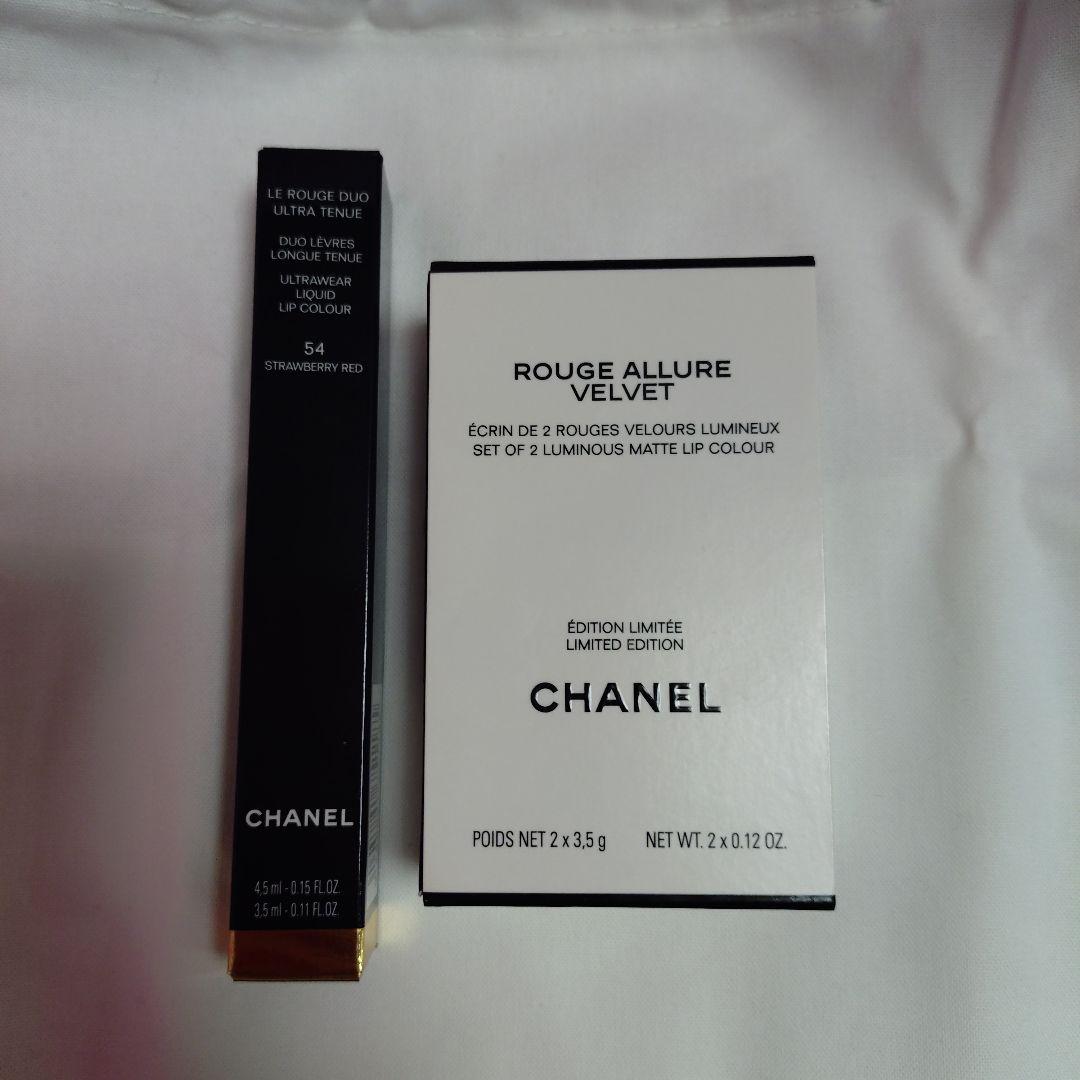 LE ROUGE DUO
ULTRA TENUE
DUO LÈVRES
LONGUE TENUE
ULTRAWEAR
LIQUID
LIP COLOUR
54
STRAWBERRY RED
CHANEL
4,5 ml - 0.15 FL.OZ.
3,5 ml - 0.11 FL.OZ.
ROUGE ALLURE
VELVET
ÉCRIN DE 2 ROUGES VELOURS LUMINEUX
SET OF 2 LUMINOUS MATTE LIP COLOUR
ÉDITION LIMITÉE
LIMITED EDITION
CHANEL
POIDS NET 2 x 3,5 g NET WT. 2 x 0.12 OZ.